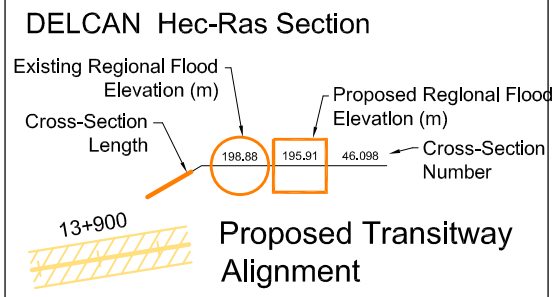 DELCAN Hec-Ras Section
Existing Regional Flood
Elevation (m)
Proposed Regional Flood
Elevation (m)
Cross-Section
Length
198.88
195.91
46.098
Cross-Section
Number
13+900
Proposed Transitway
Alignment